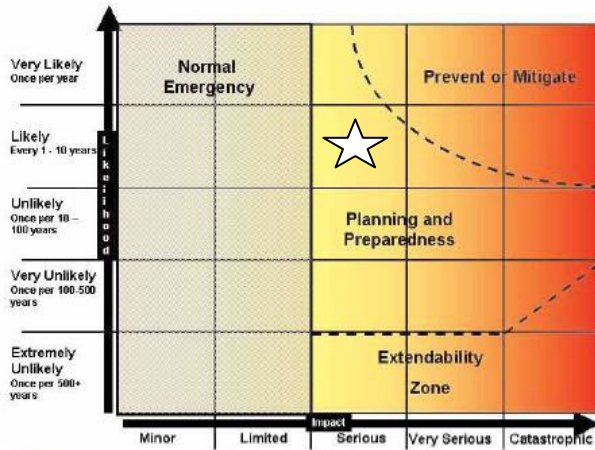 Very Likely
Once per year
Normal
Emergency
Prevent or Mitigate
Likely
Every 1 - 10 years
Likelihood
Unlikely
Once per 10 –
100 years
Planning and
Preparedness
Very Unlikely
Once per 100-500
years
Extremely
Unlikely
Once per 500+
years
Extendability
Zone
Impact
Minor
Limited
Serious
Very Serious
Catastrophic